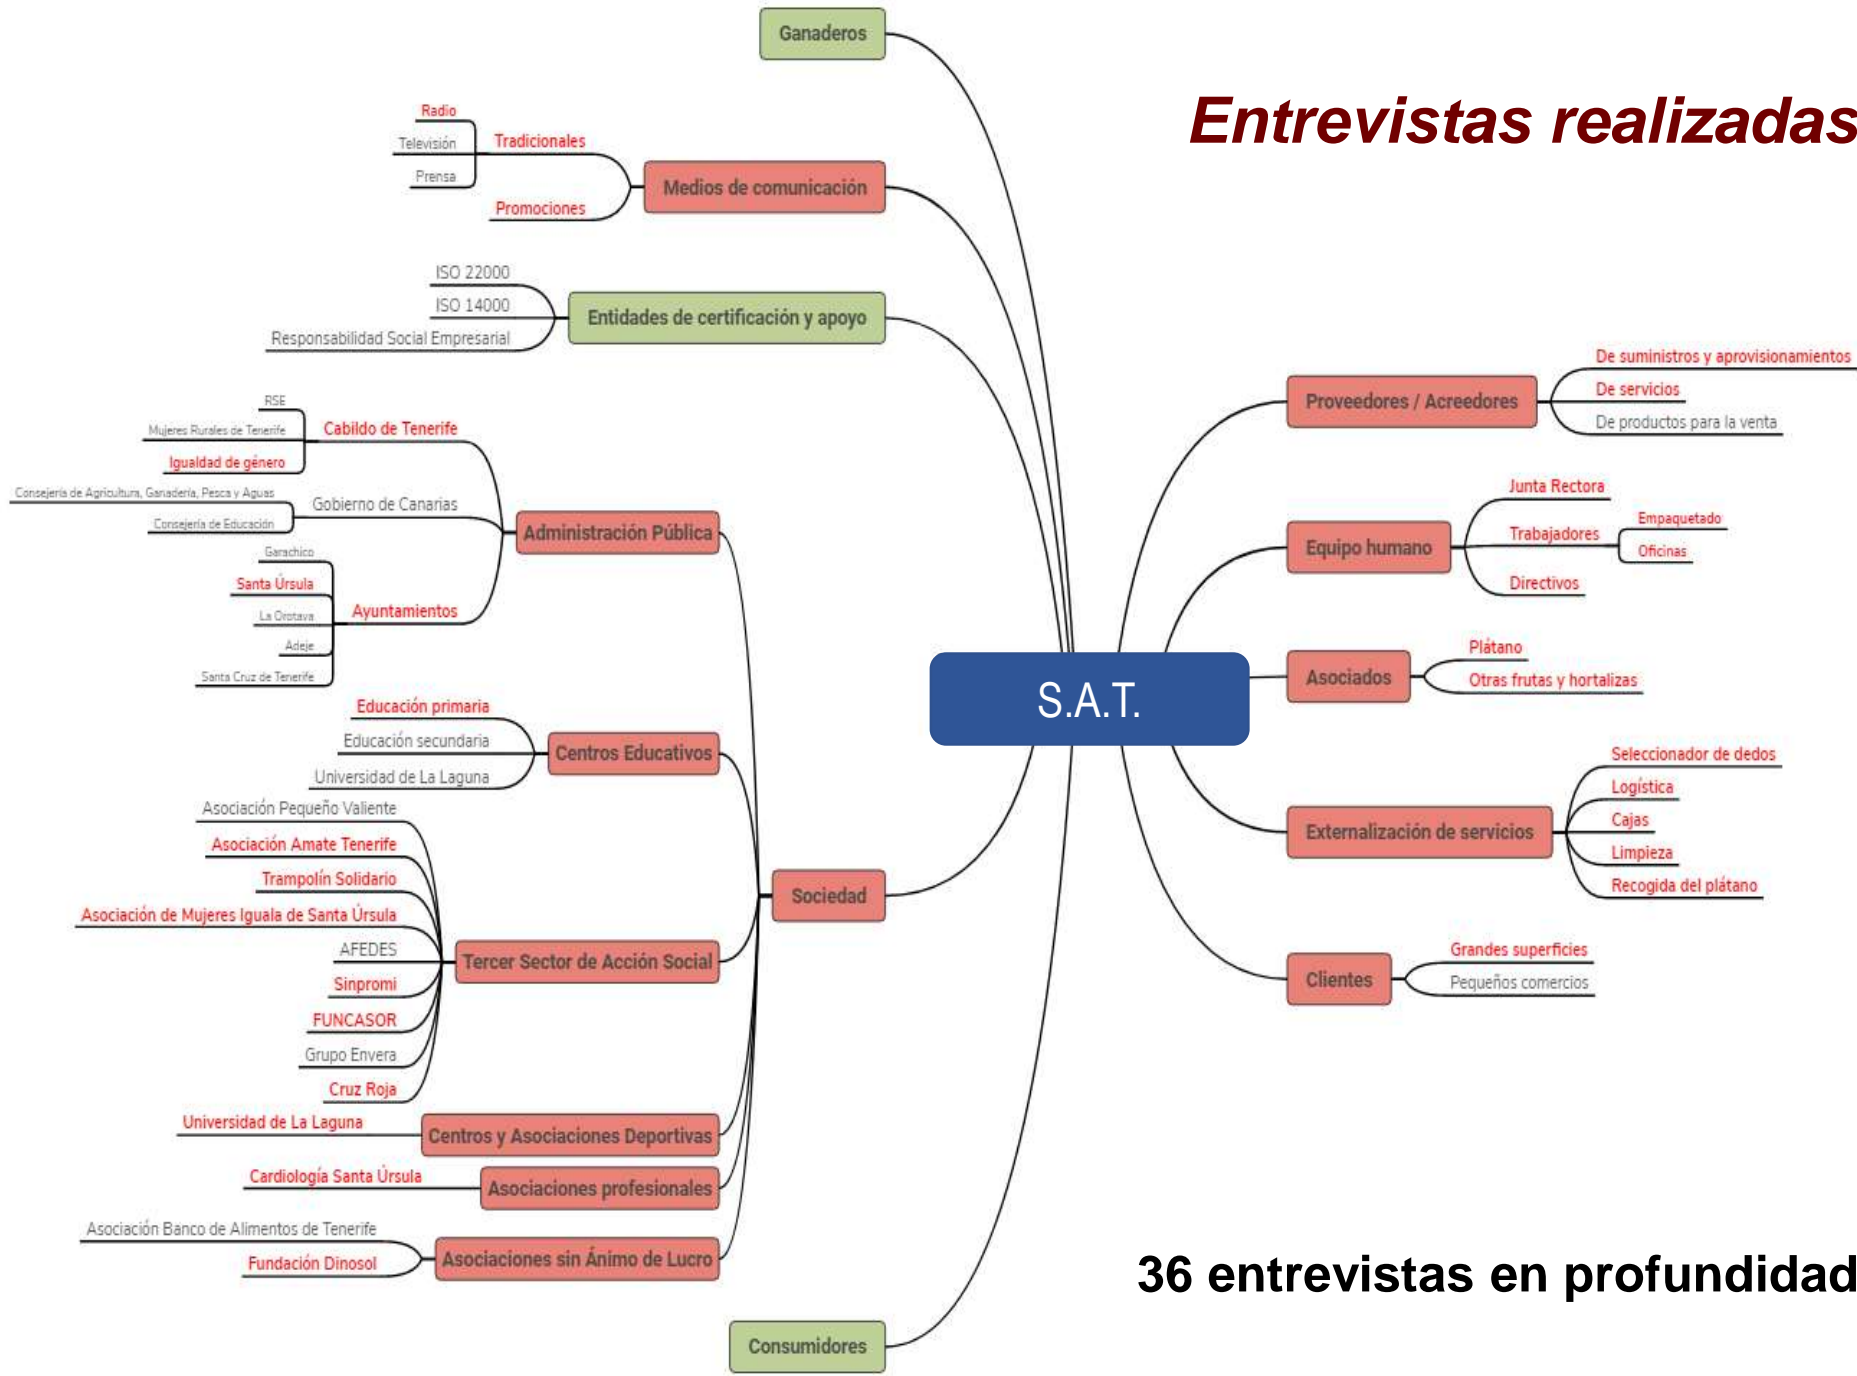 Ganaderos
Entrevistas realizadas
Radio
Televisión
Prensa
Tradicionales
Promociones
Medios de comunicación
ISO 22000
ISO 14000
Responsabilidad Social Empresarial
Entidades de certificación y apoyo
RSE
Mujeres Rurales de Tenerife
Igualdad de género
Cabildo de Tenerife
Consejería de Agricultura, Ganadería, Pesca y Aguas
Consejería de Educación
Gobierno de Canarias
Garachico
Santa Úrsula
La Orotava
Adeje
Santa Cruz de Tenerife
Ayuntamientos
Administración Pública
Educación primaria
Educación secundaria
Universidad de La Laguna
Centros Educativos
Asociación Pequeño Valiente
Asociación Amate Tenerife
Trampolín Solidario
Asociación de Mujeres Iguala de Santa Úrsula
AFEDES
Sinpromi
FUNCASOR
Grupo Envera
Cruz Roja
Tercer Sector de Acción Social
Universidad de La Laguna
Centros y Asociaciones Deportivas
Cardiología Santa Úrsula
Asociaciones profesionales
Asociación Banco de Alimentos de Tenerife
Fundación Dinosol
Asociaciones sin Ánimo de Lucro
Sociedad
Consumidores
S.A.T.
Proveedores / Acreedores
De suministros y aprovisionamientos
De servicios
De productos para la venta
Equipo humano
Junta Rectora
Trabajadores
Empaquetado
Oficinas
Directivos
Asociados
Plátano
Otras frutas y hortalizas
Externalización de servicios
Seleccionador de dedos
Logística
Cajas
Limpieza
Recogida del plátano
Clientes
Grandes superficies
Pequeños comercios
36 entrevistas en profundidad